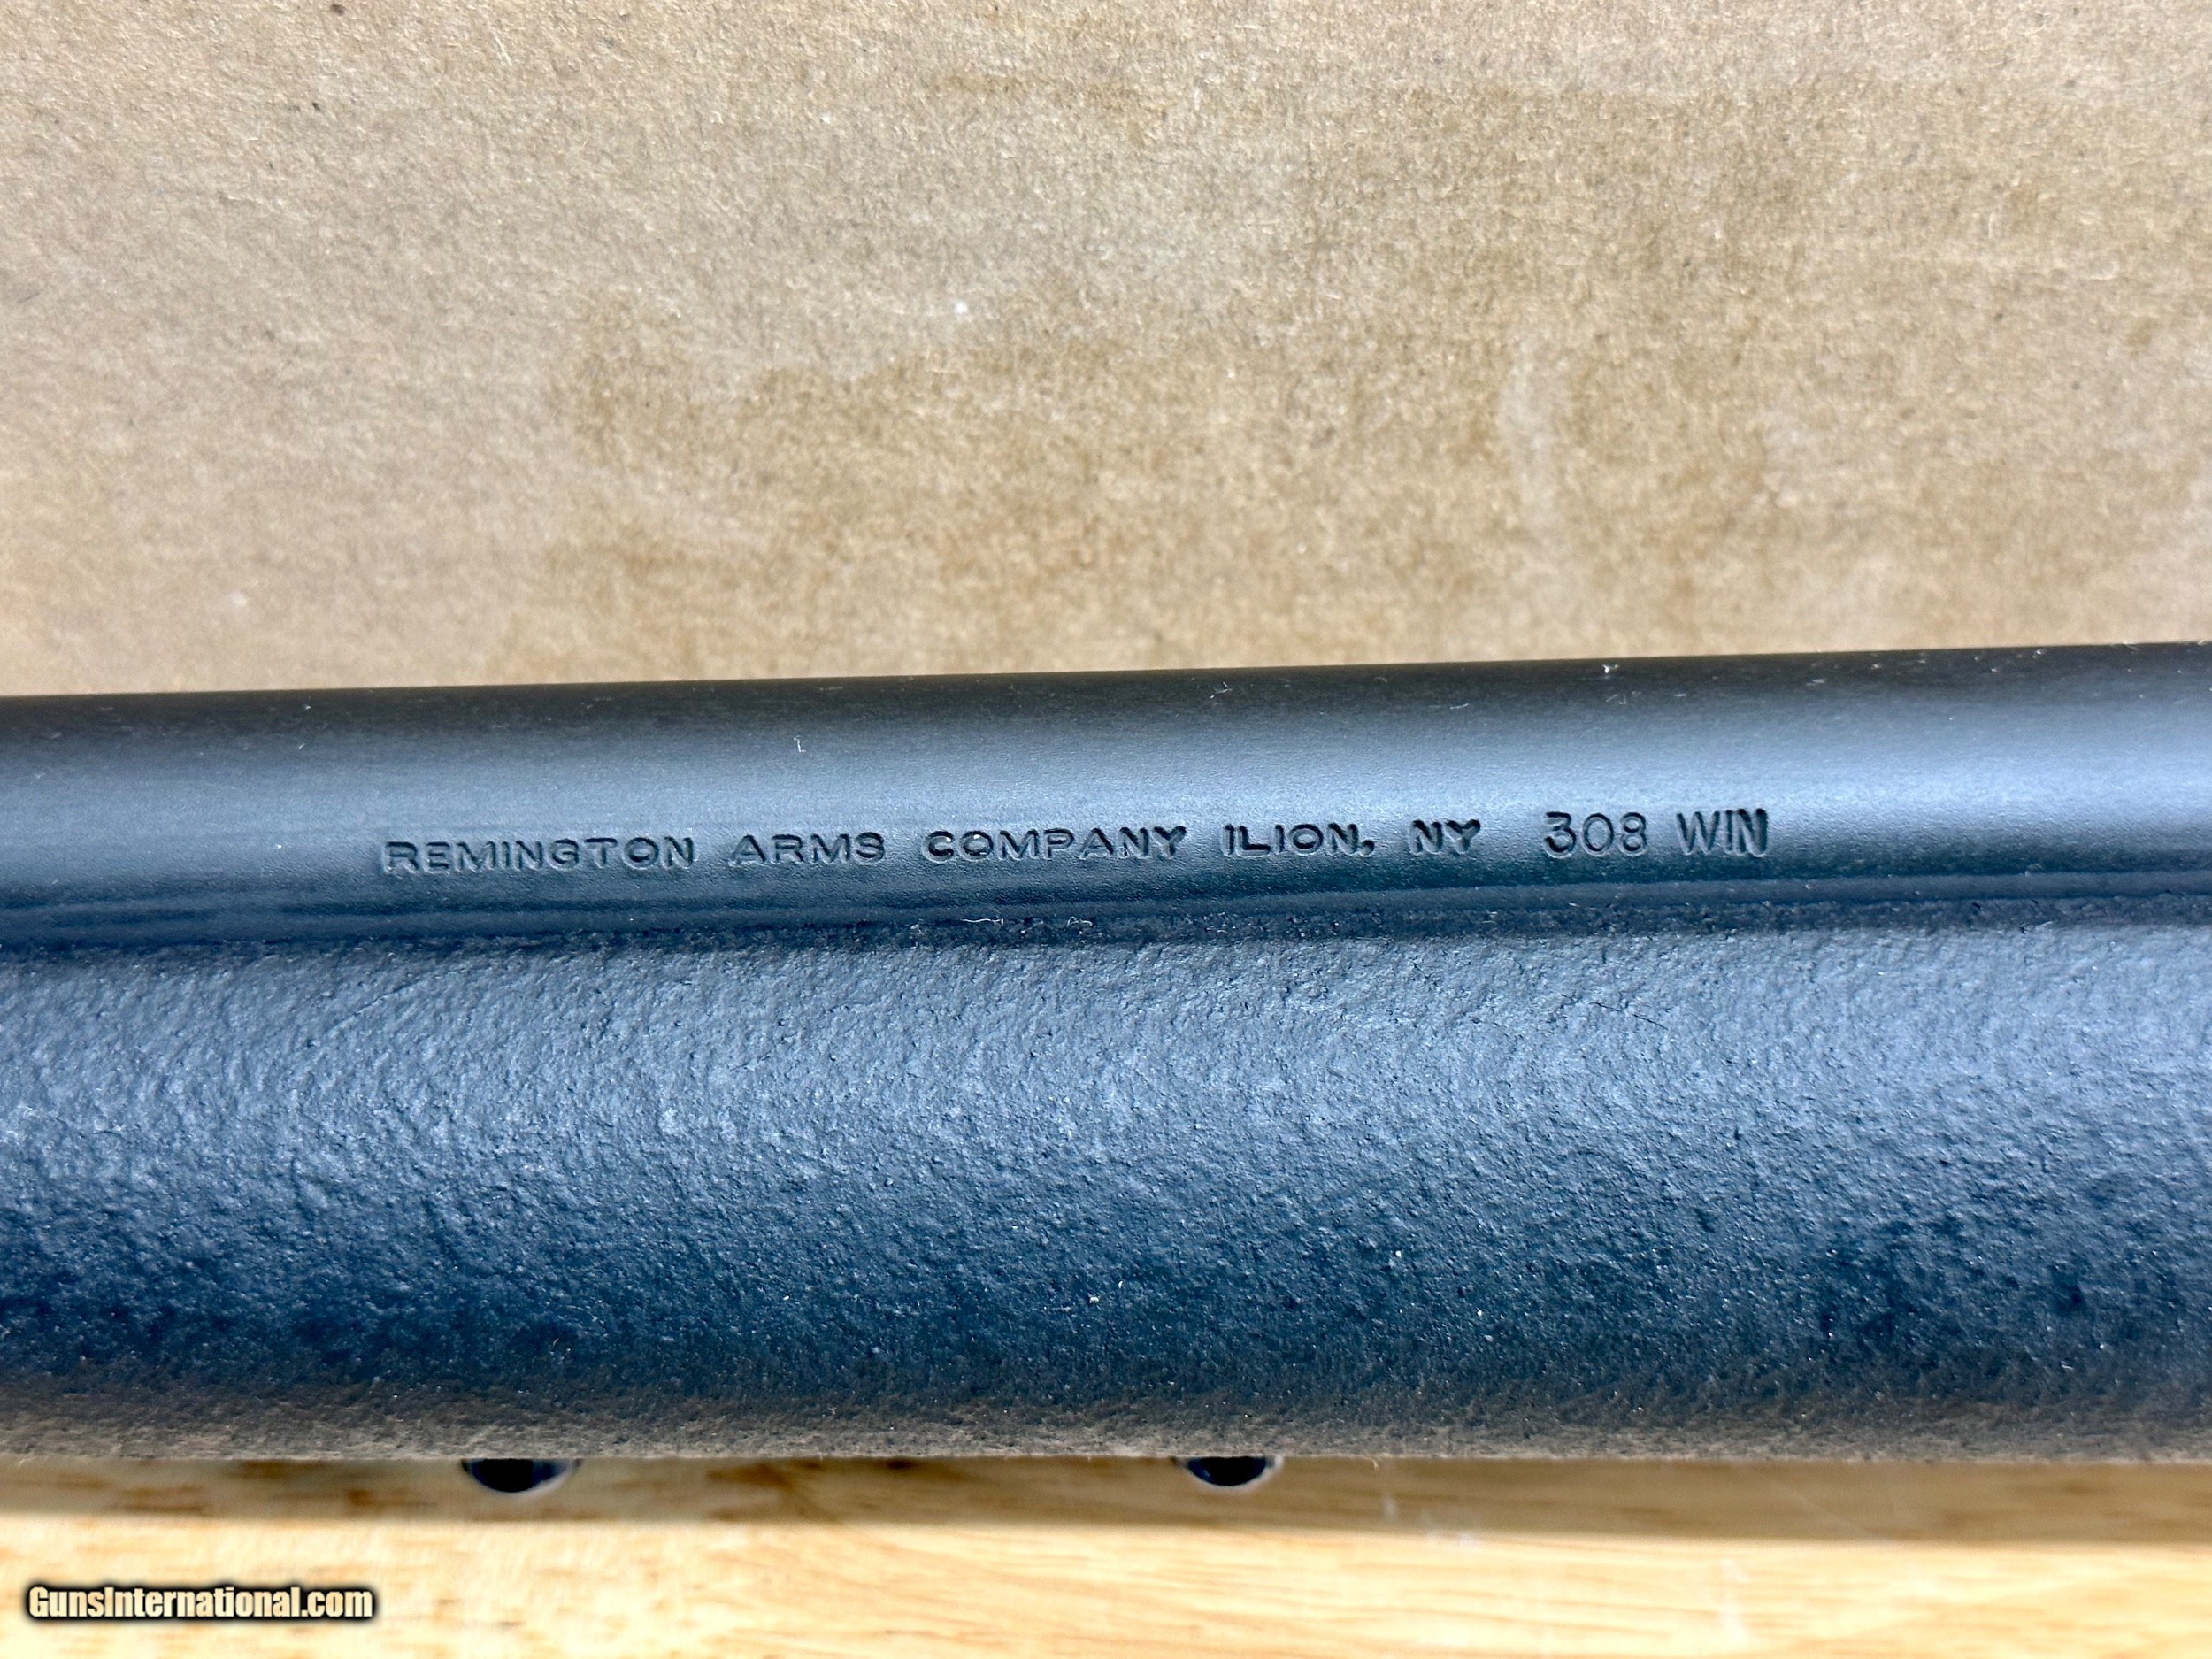 REMINGTON ARMS COMPANY ILION, NY 308 WIN
GunsInternational.com